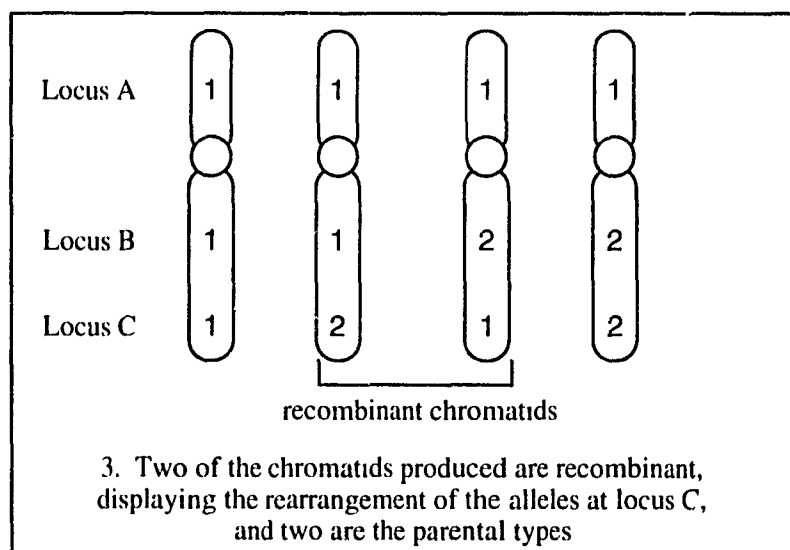 Locus A 1 1 1 1
Locus B 1 1 2 2
Locus C 1 2 1 2
recombinant chromatids
3. Two of the chromatids produced are recombinant,
displaying the rearrangement of the alleles at locus C,
and two are the parental types